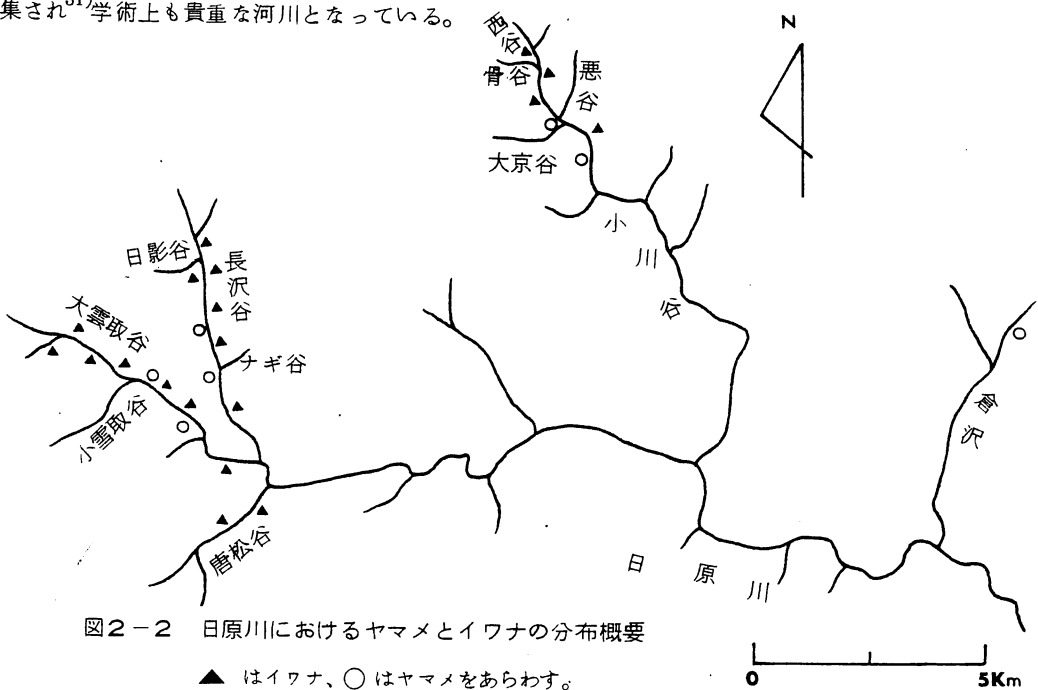 集され31)学術上も貴重な河川となっている。
N
西谷
骨谷
悪谷
大京谷
小川谷
日影谷
長沢谷
大雲取谷
ナギ谷
小雪取谷
倉沢
唐松谷
日原川
図2-2 日原川におけるヤマメとイワナの分布概要
▲ はイワナ、○ はヤマメをあらわす。
0 5Km